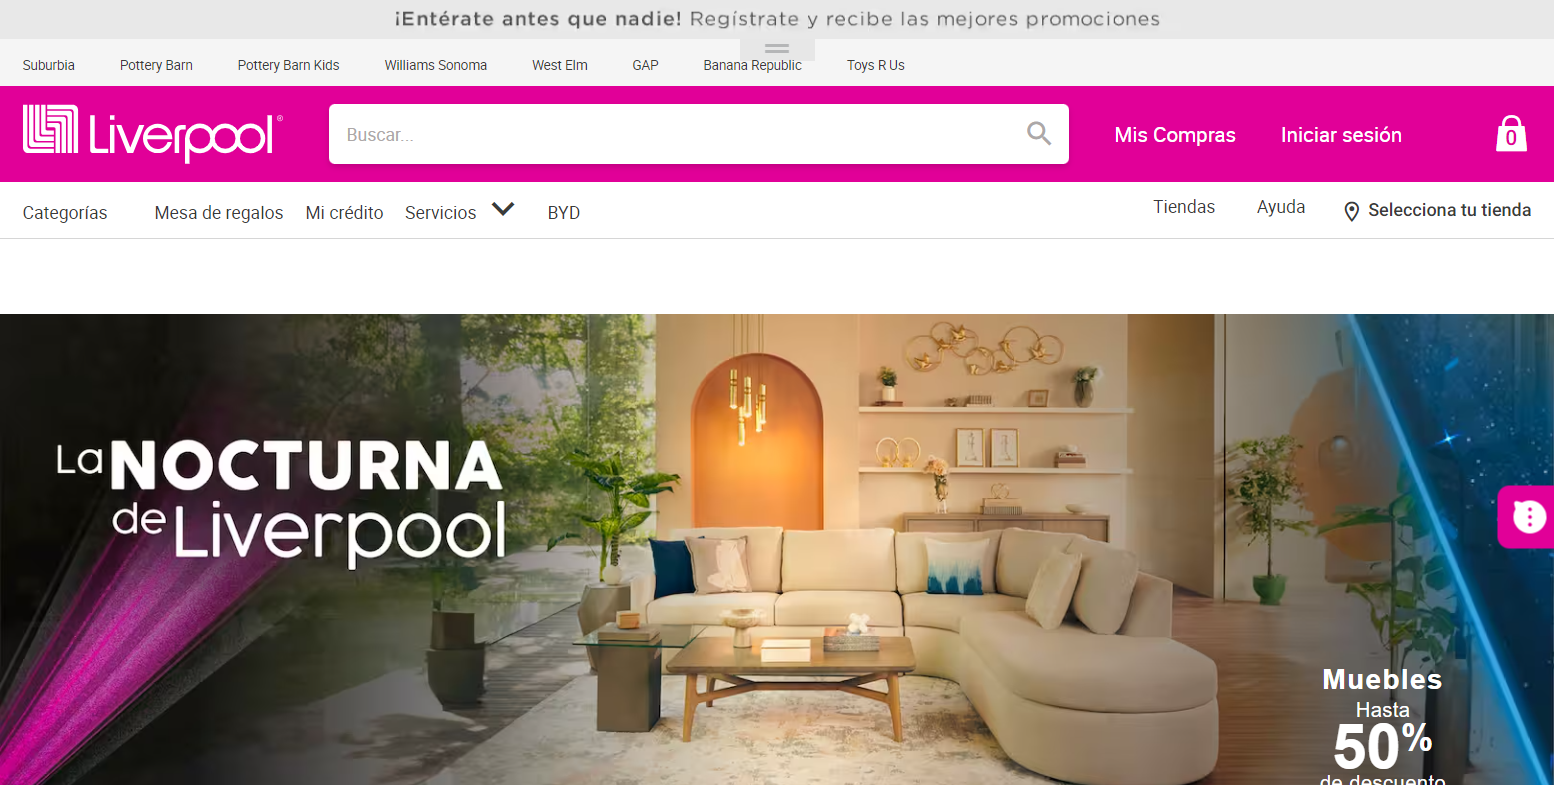 ¡Entérate antes que nadie! Regístrate y recibe las mejores promociones
Suburbia Pottery Barn Pottery Barn Kids Williams Sonoma West Elm GAP Banana Republic Toys R Us
Liverpool® Buscar... Mis Compras Iniciar sesión 0
Categorías Mesa de regalos Mi crédito Servicios BYD Tiendas Ayuda Selecciona tu tienda
La NOCTURNA
de Liverpool
Muebles
Hasta
50%
de descuento